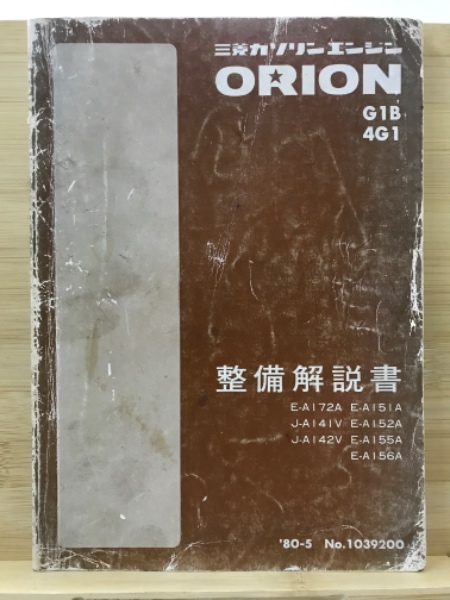 三菱ガソリンエンジン
ORION
G1B
4G1
整備解説書
E-A172A E-A151A
J-A141V E-A152A
J-A142V E-A155A
E-A156A
'80-5 No.1039200